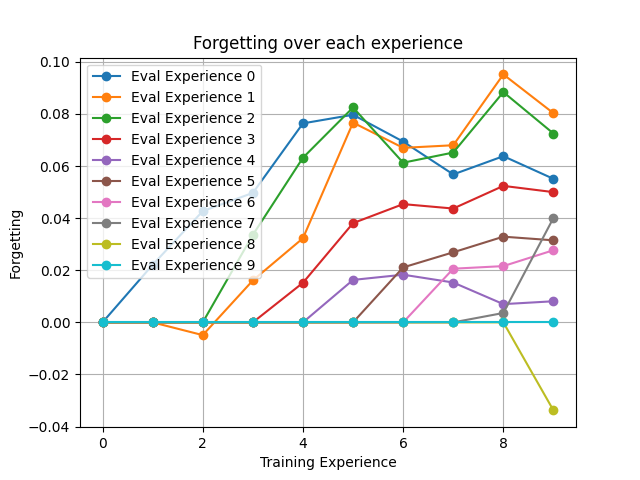 Forgetting over each experience
0.10
0.08
0.06
0.04
0.02
0.00
−0.02
−0.04
Forgetting
Eval Experience 0
Eval Experience 1
Eval Experience 2
Eval Experience 3
Eval Experience 4
Eval Experience 5
Eval Experience 6
Eval Experience 7
Eval Experience 8
Eval Experience 9
0 2 4 6 8
Training Experience